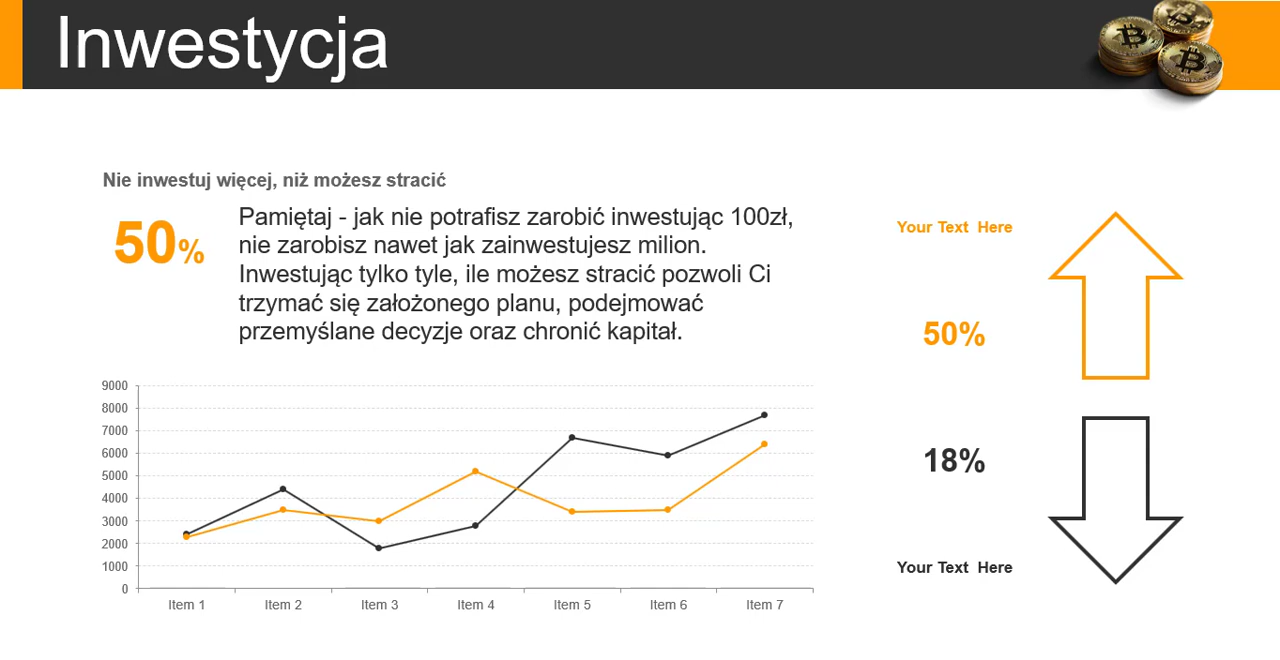 Inwestycja
Nie inwestuj więcej, niż możesz stracić
50%
Pamiętaj - jak nie potrafisz zarobić inwestując 100zł,
nie zarobisz nawet jak zainwestujesz milion.
Inwestując tylko tyle, ile możesz stracić pozwoli Ci
trzymać się założonego planu, podejmować
przemyślane decyzje oraz chronić kapitał.
9000
8000
7000
6000
5000
4000
3000
2000
1000
0
Item 1 Item 2 Item 3 Item 4 Item 5 Item 6 Item 7
Your Text Here
50%
18%
Your Text Here